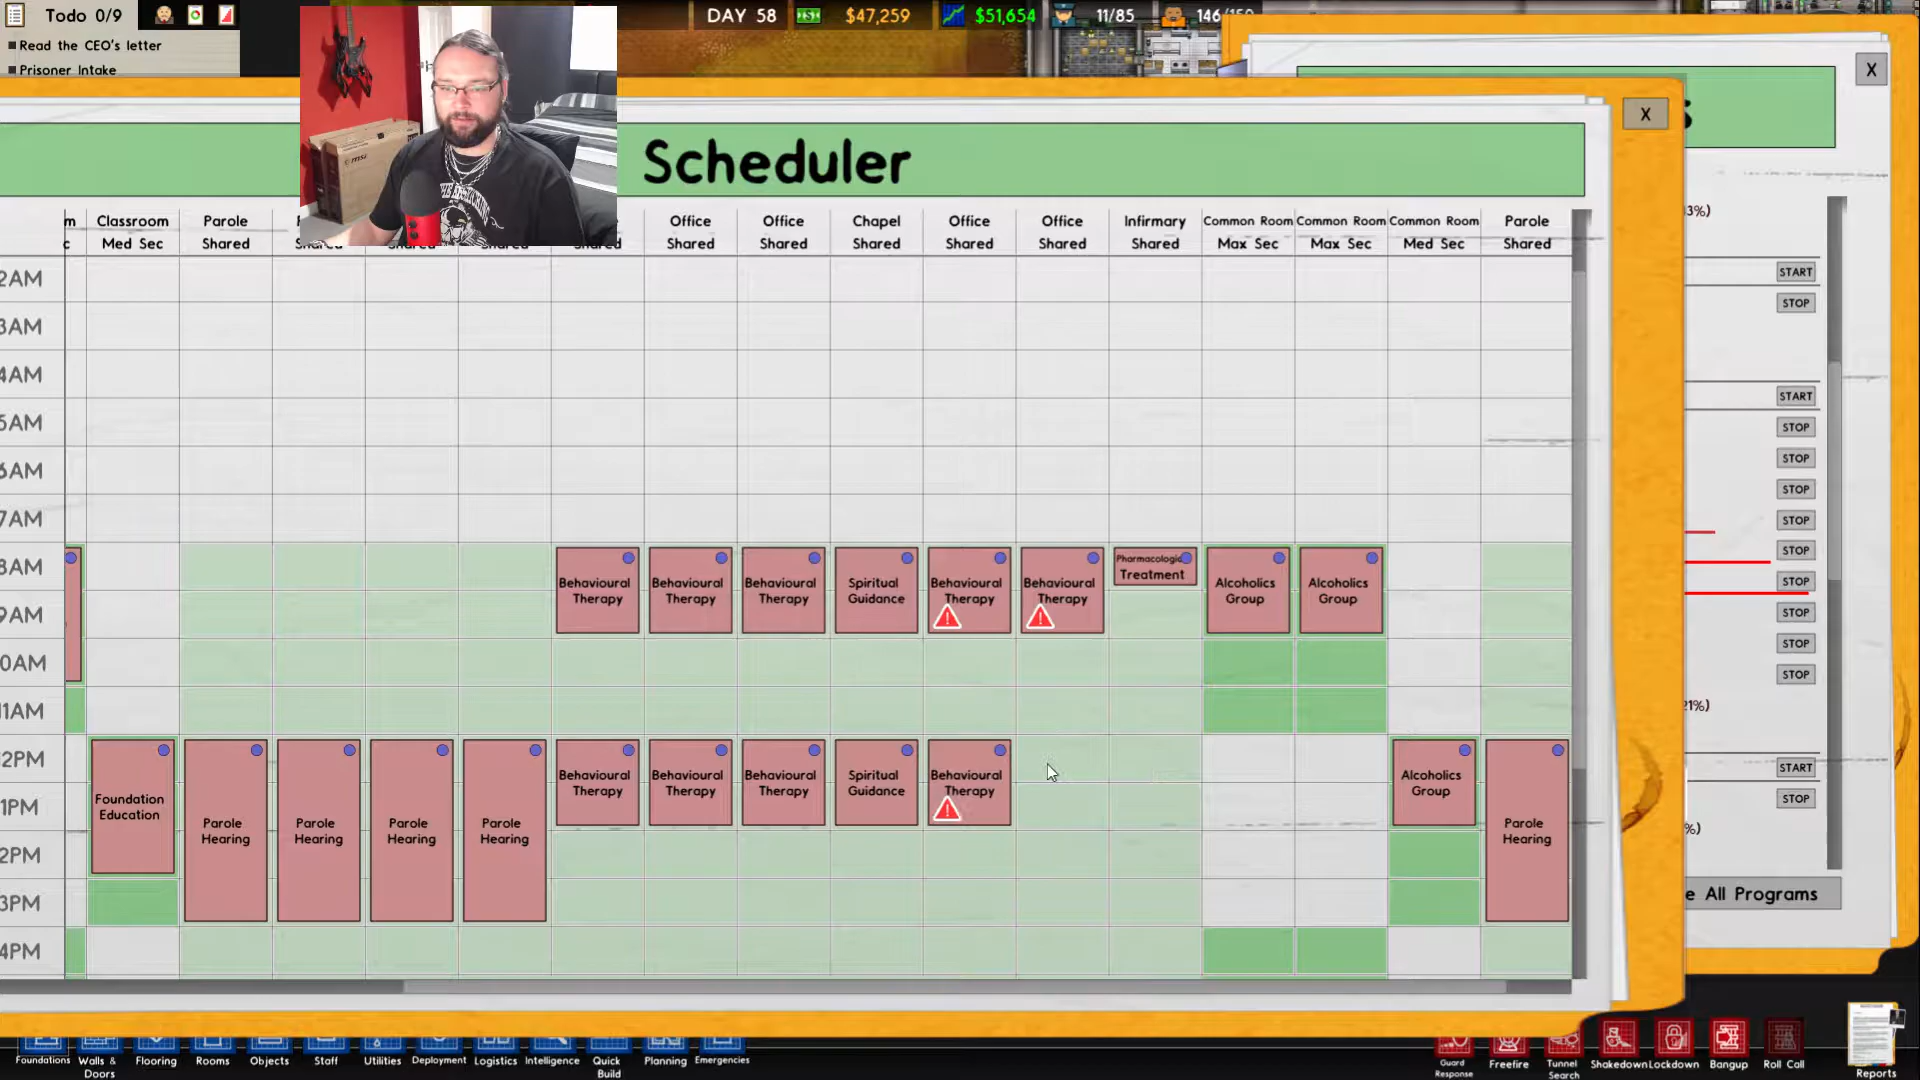 Todo 0/9
DAY 58
$47,259
$51,654
11/85
Read the CEO's letter
Prisoner Intake
X
X
Scheduler
Classroom
Parole
Office
Office
Chapel
Office
Office
Infirmary
Common Room
Common Room
Common Room
Parole
Med Sec
Shared
Shared
Shared
Shared
Shared
Shared
Shared
Max Sec
Max Sec
Med Sec
Shared
3%)
START
STOP
START
STOP
STOP
STOP
STOP
STOP
STOP
STOP
STOP
STOP
21%)
START
STOP
%)
e All Programs
2AM
3AM
4AM
5AM
6AM
7AM
8AM
9AM
0AM
11AM
2PM
1PM
2PM
3PM
4PM
Behavioural
Therapy
Behavioural
Therapy
Behavioural
Therapy
Spiritual
Guidance
Behavioural
Therapy
Behavioural
Therapy
Treatment
Alcoholics
Group
Alcoholics
Group
Foundation
Education
Parole
Hearing
Parole
Hearing
Parole
Hearing
Parole
Hearing
Behavioural
Therapy
Behavioural
Therapy
Behavioural
Therapy
Spiritual
Guidance
Behavioural
Therapy
Alcoholics
Group
Parole
Hearing
Foundations
Walls &
Doors
Flooring
Rooms
Objects
Staff
Utilities
Deployment
Logistics
Intelligence
Quick
Build
Planning
Emergencies
Guard
Response
Freefire
Tunnel
Search
Shakedown
Lockdown
Bangup
Roll Call
Reports